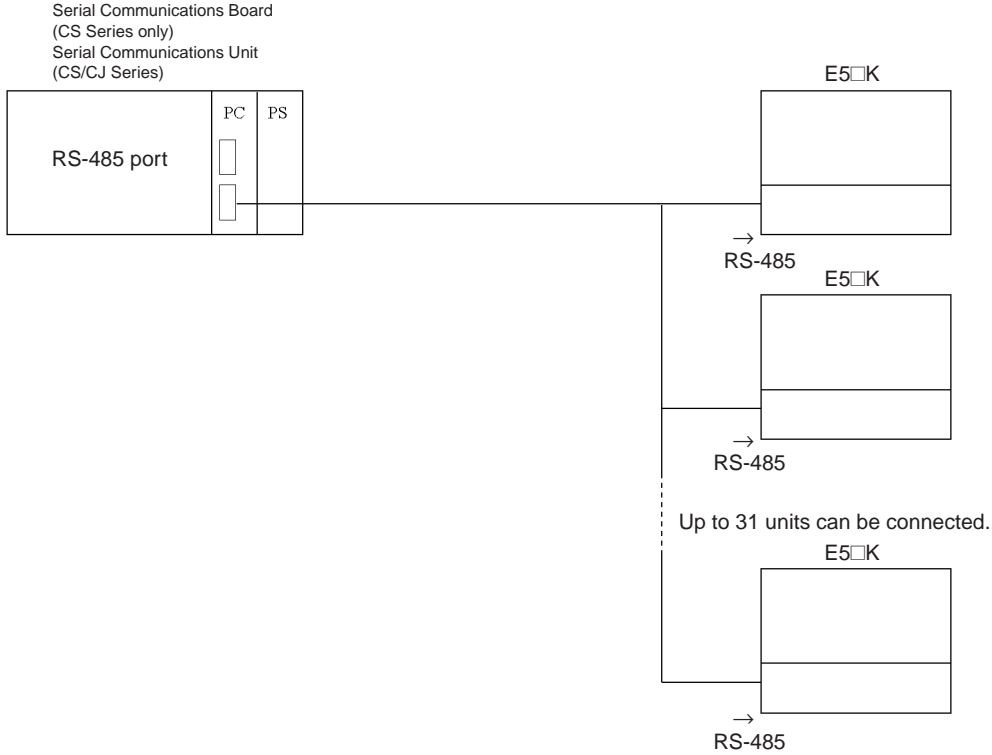 Serial Communications Board
(CS Series only)
Serial Communications Unit
(CS/CJ Series)
RS-485 port
PC
PS
E5□K
→
RS-485
E5□K
→
RS-485
Up to 31 units can be connected.
E5□K
→
RS-485